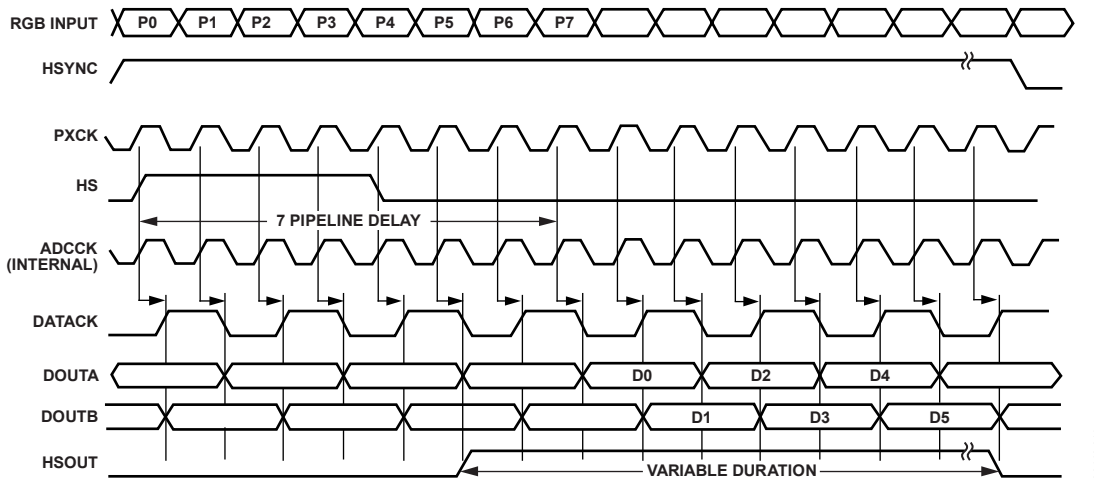 RGB INPUT P0 P1 P2 P3 P4 P5 P6 P7
HSYNC
PXCK
HS
7 PIPELINE DELAY
ADCCK
(INTERNAL)
DATACK
DOUTA D0 D2 D4
DOUTB D1 D3 D5
HSOUT
VARIABLE DURATION